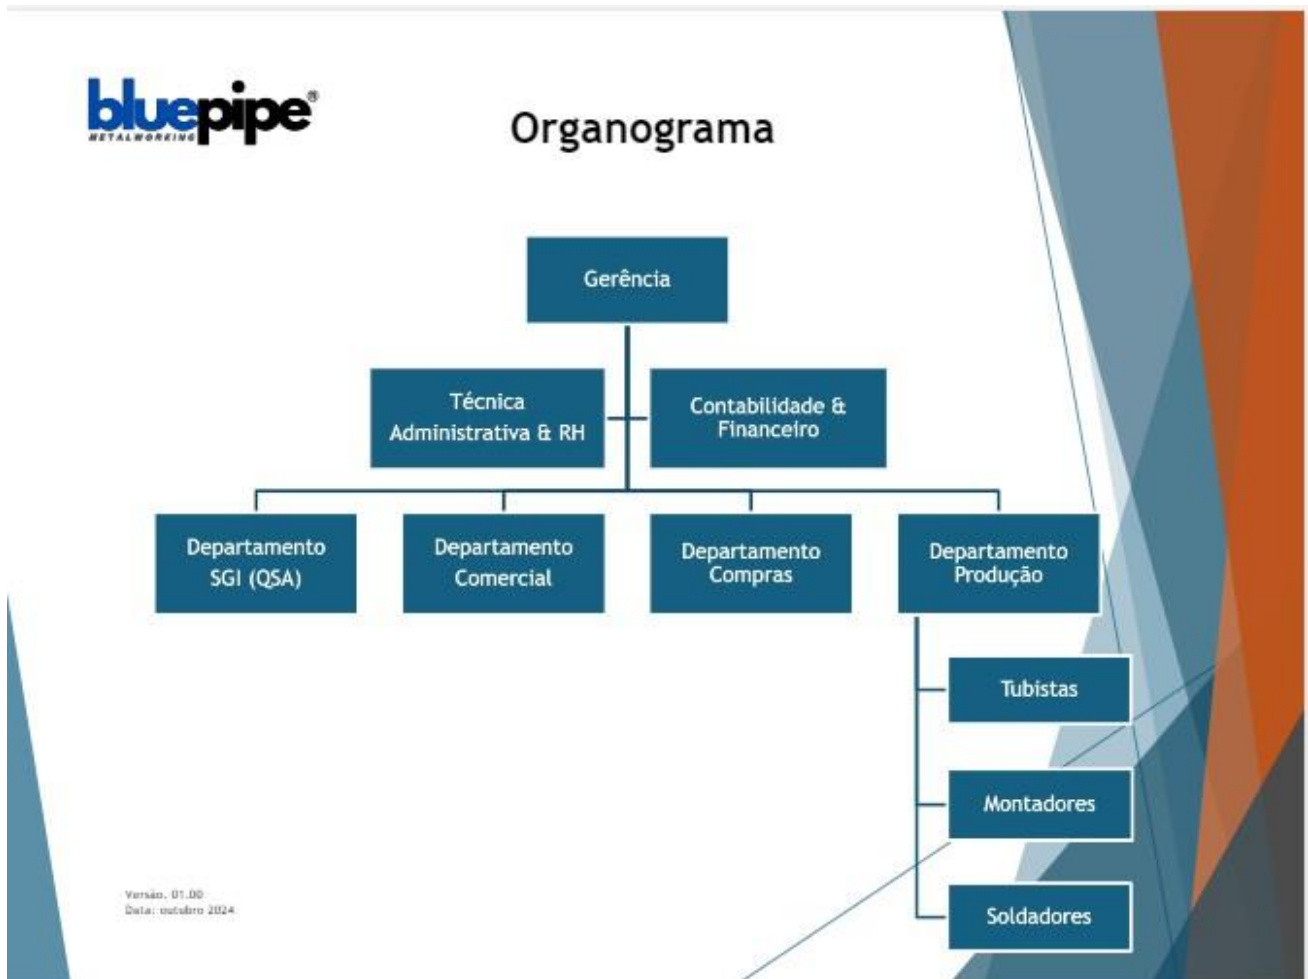 bluepipe®
METALWORKING
Organograma
Gerência
Técnica
Administrativa & RH
Contabilidade &
Financeiro
Departamento
SGI (QSA)
Departamento
Comercial
Departamento
Compras
Departamento
Produção
Tubistas
Montadores
Soldadores
Versão. 01.00
Data: outubro 2024